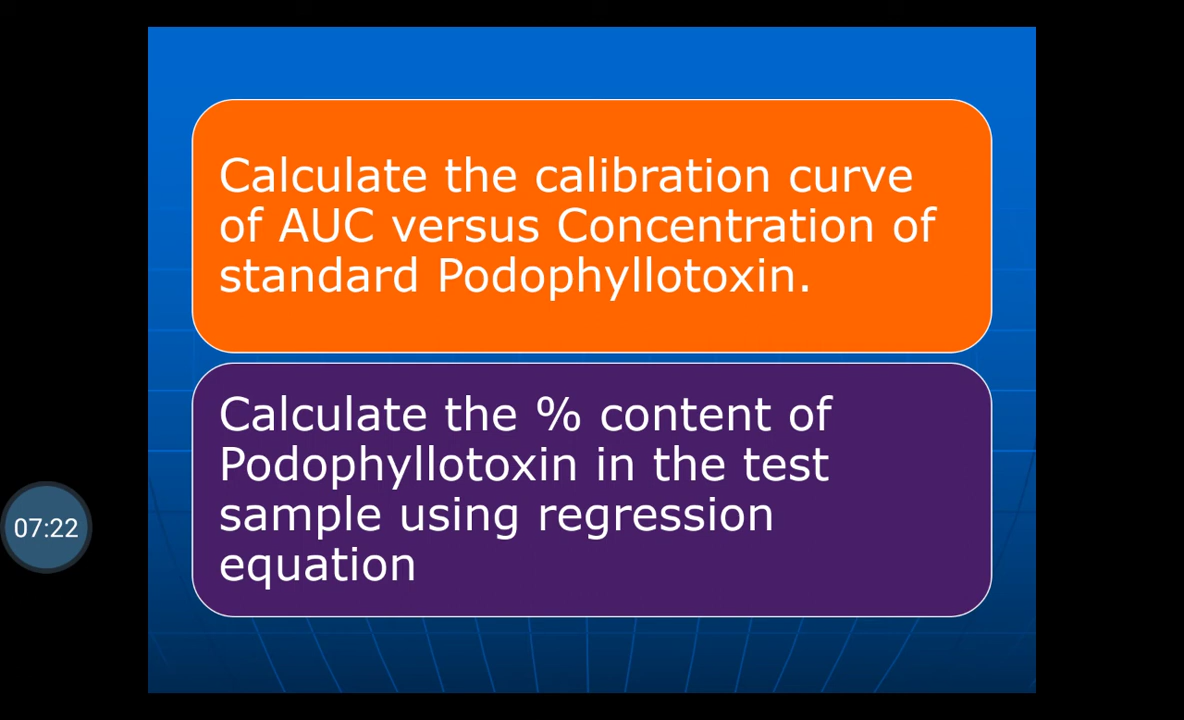 Calculate the calibration curve
of AUC versus Concentration of
standard Podophyllotoxin.
Calculate the % content of
Podophyllotoxin in the test
sample using regression
equation
07:22